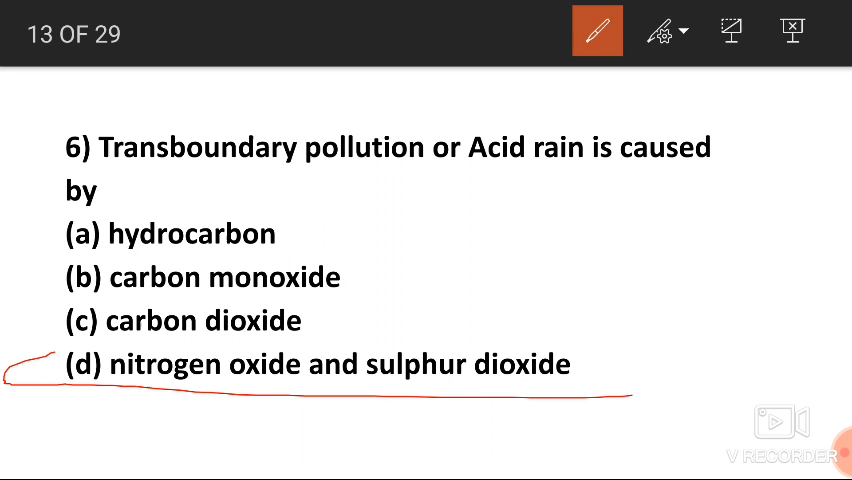 13 OF 29
6) Transboundary pollution or Acid rain is caused
by
(a) hydrocarbon
(b) carbon monoxide
(c) carbon dioxide
(d) nitrogen oxide and sulphur dioxide
V RECORDER